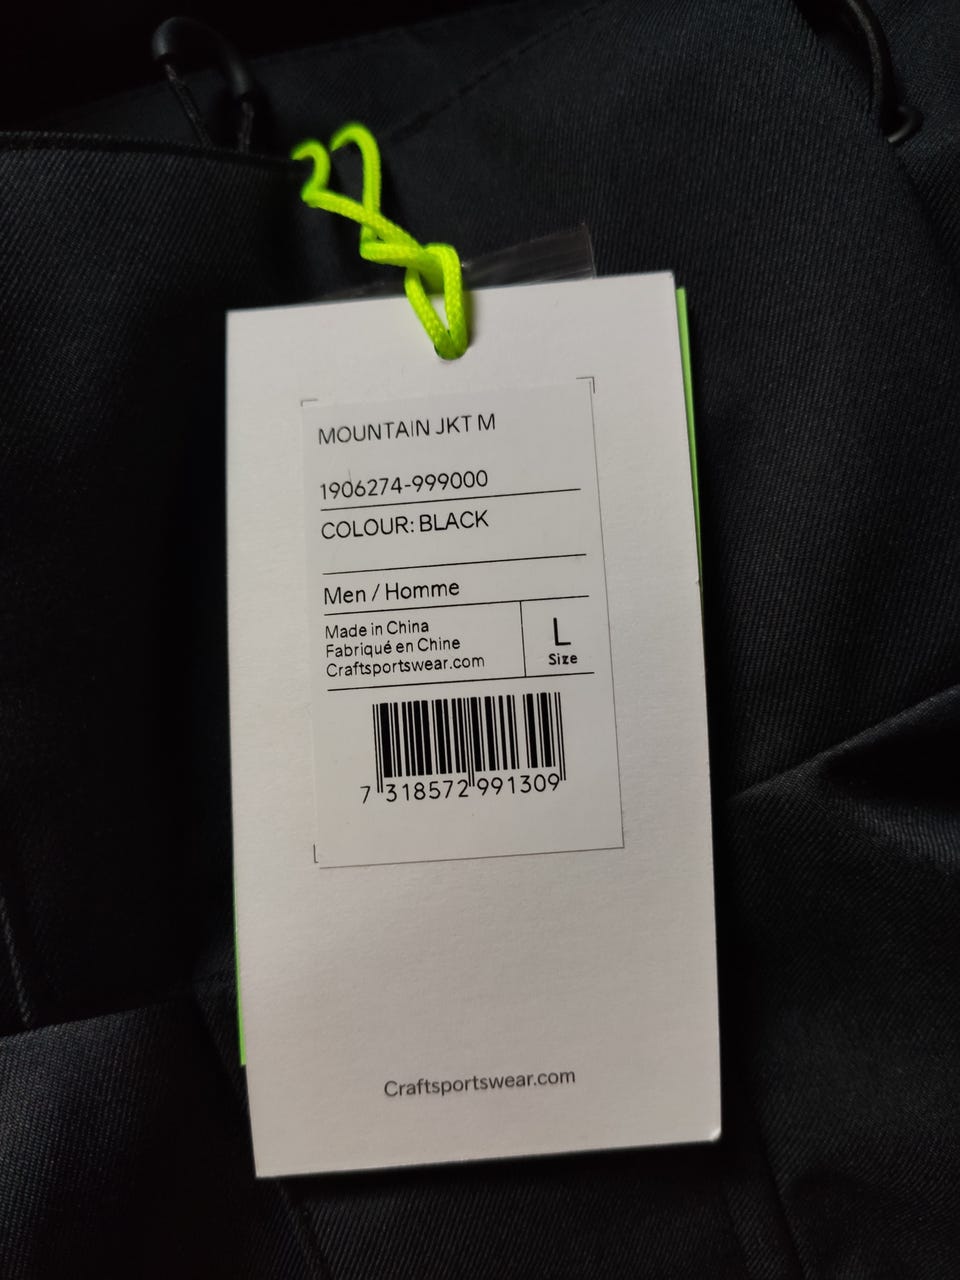 MOUNTAIN JKT M
1906274-999000
COLOUR: BLACK
Men / Homme
Made in China
Fabriqué en Chine
Craftsportswear.com
L
Size
7 318572 991309
Craftsportswear.com